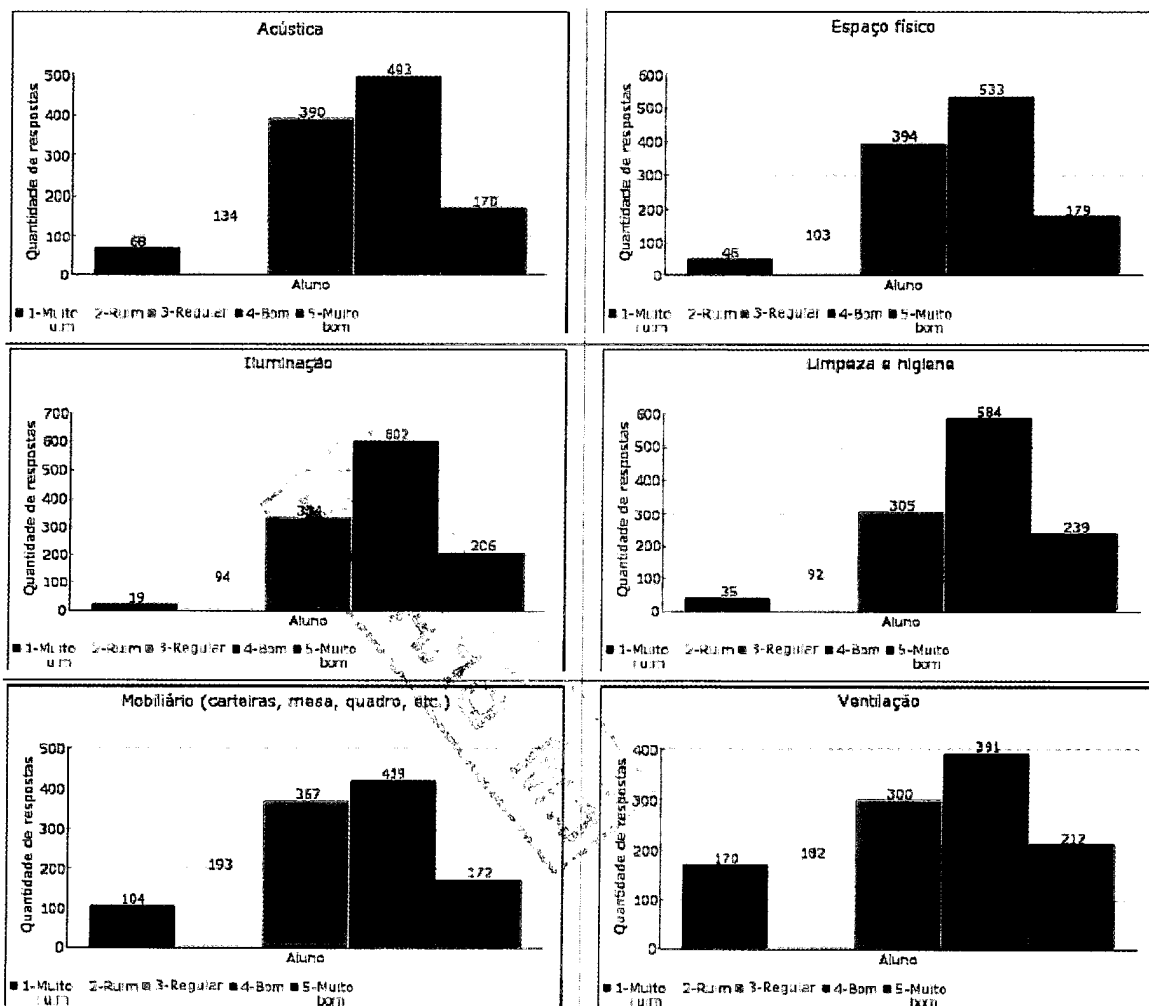 Acústica
Quantidade de respostas
500
400
300
200
100
0
68
134
390
493
170
Aluno
1-Muito 2-Ruim 3-Regular 4-Bom 5-Muito
bom
Espaço físico
Quantidade de respostas
600
500
400
300
200
100
0
46
103
394
533
179
Aluno
1-Muito 2-Ruim 3-Regular 4-Bom 5-Muito
bom
Iluminação
Quantidade de respostas
700
600
500
400
300
200
100
0
19
94
334
602
206
Aluno
1-Muito 2-Ruim 3-Regular 4-Bom 5-Muito
bom
Limpeza e higiene
Quantidade de respostas
600
500
400
300
200
100
0
35
92
305
584
239
Aluno
1-Muito 2-Ruim 3-Regular 4-Bom 5-Muito
bom
Mobiliário (carteiras, mesa, quadro, etc.)
Quantidade de respostas
500
400
300
200
100
0
104
193
367
419
172
Aluno
1-Muito 2-Ruim 3-Regular 4-Bom 5-Muito
bom
Ventilação
Quantidade de respostas
400
300
200
100
0
170
182
300
391
212
Aluno
1-Muito 2-Ruim 3-Regular 4-Bom 5-Muito
bom